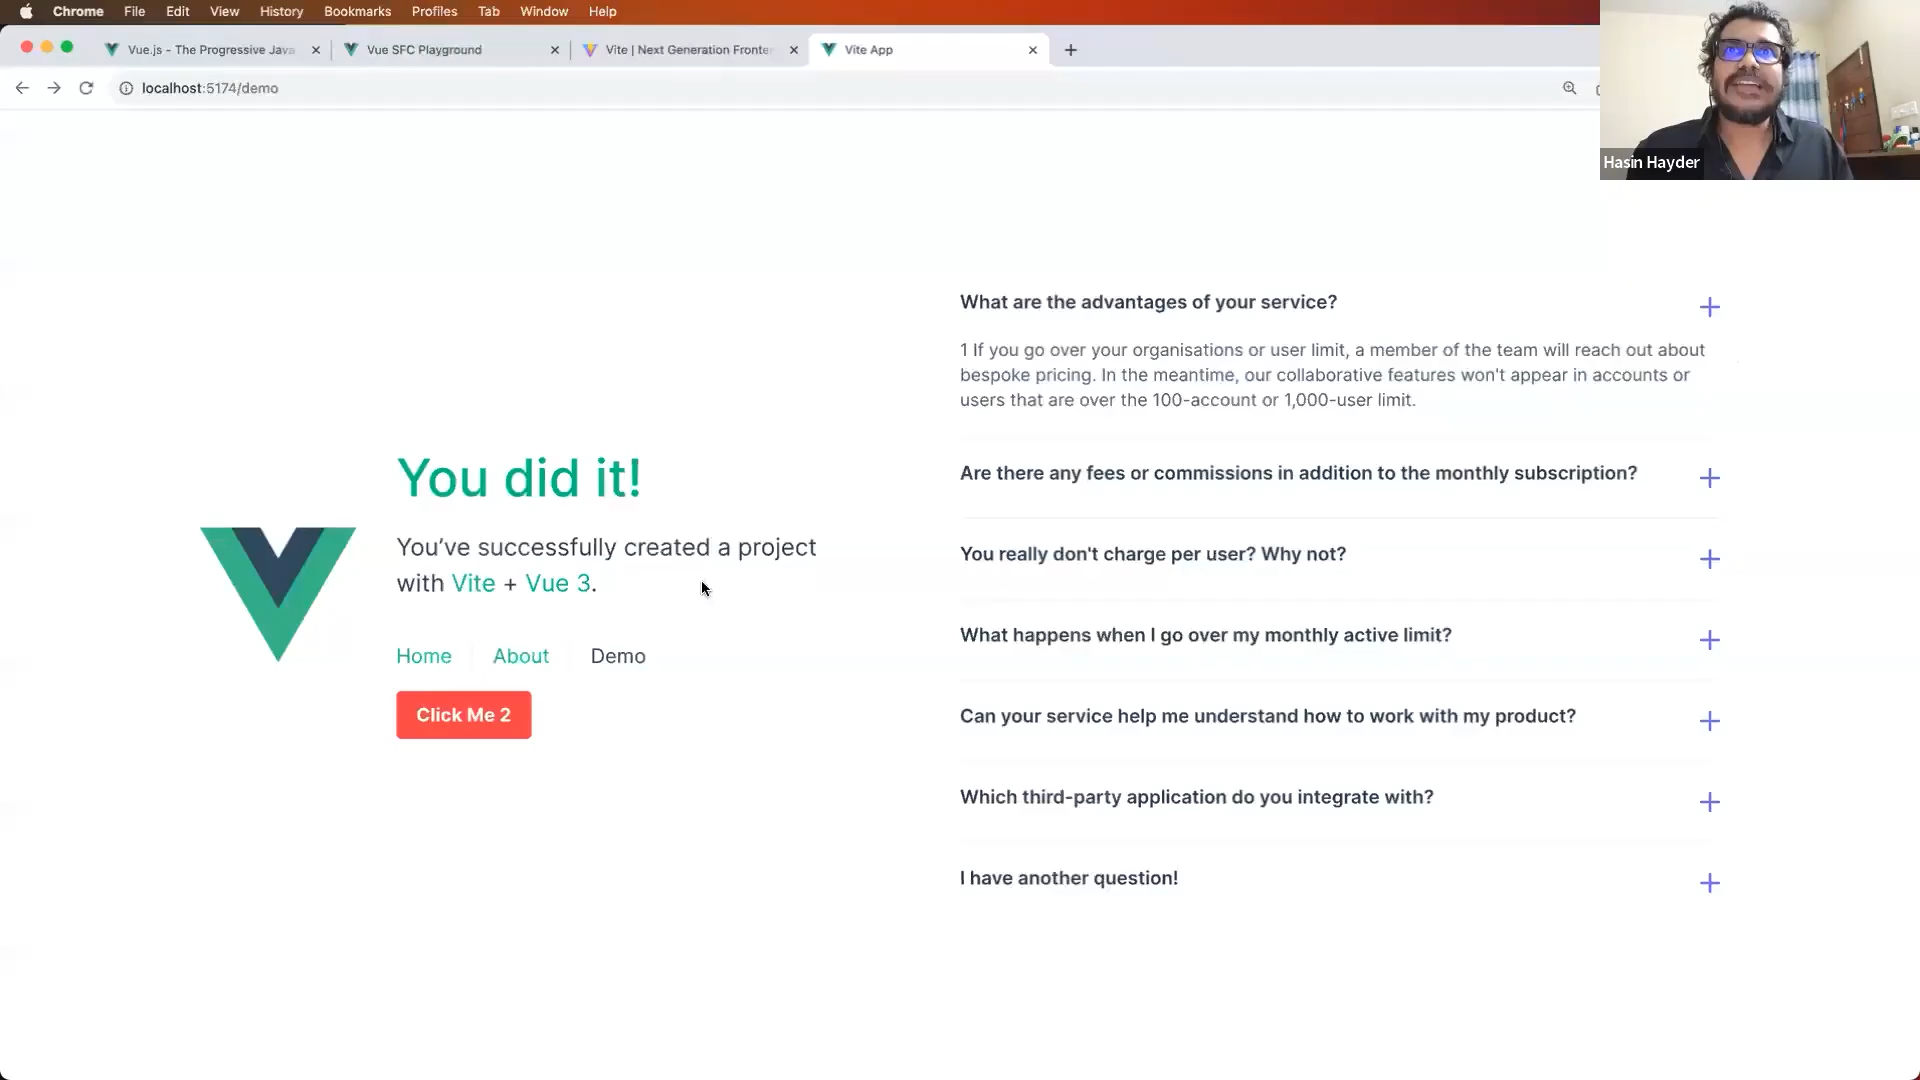 Chrome File Edit View History Bookmarks Profiles Tab Window Help
Vue.js - The Progressive Java
Vue SFC Playground
Vite | Next Generation Fronte
Vite App
localhost:5174/demo
Hasin Hayder
You did it!
You’ve successfully created a project
with Vite + Vue 3.
Home About Demo
Click Me 2
What are the advantages of your service?
1 If you go over your organisations or user limit, a member of the team will reach out about
bespoke pricing. In the meantime, our collaborative features won't appear in accounts or
users that are over the 100-account or 1,000-user limit.
Are there any fees or commissions in addition to the monthly subscription?
You really don't charge per user? Why not?
What happens when I go over my monthly active limit?
Can your service help me understand how to work with my product?
Which third-party application do you integrate with?
I have another question!